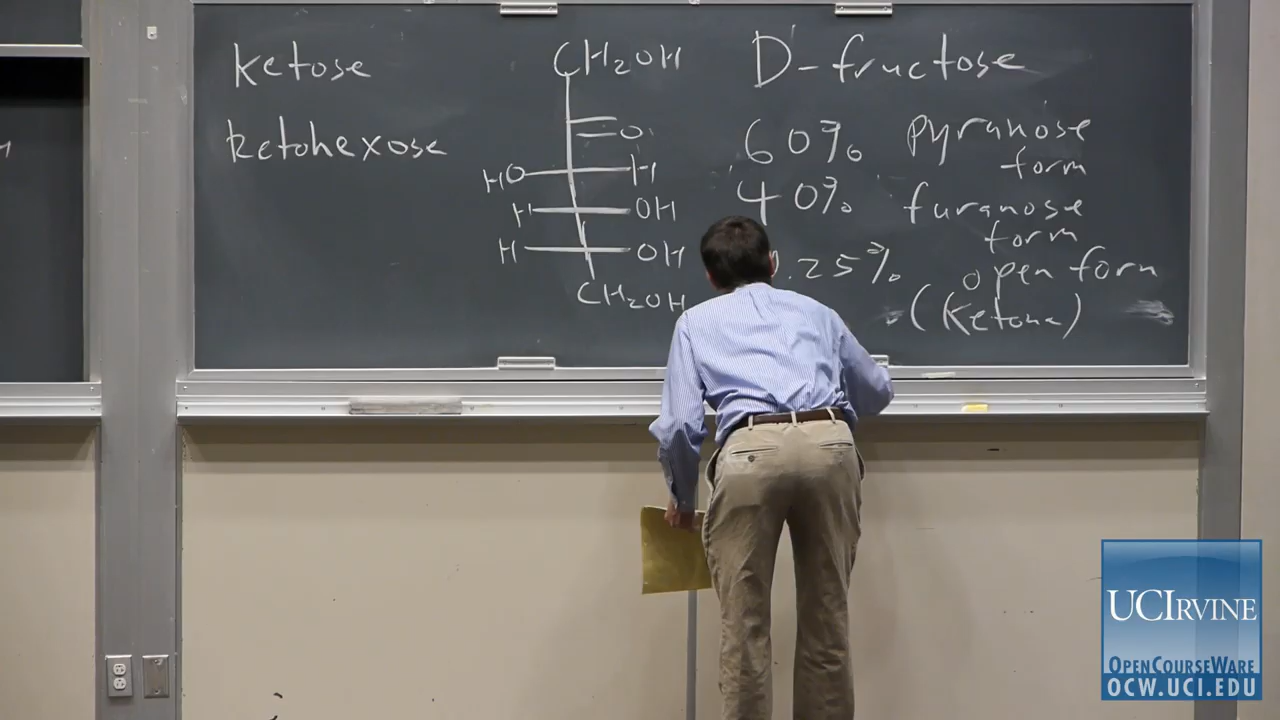 ketose
ketohexose
CH2OH
O
HO H
H OH
H OH
CH2OH
D-fructose
60% pyranose
form
40% furanose
form
.25% open form
(ketone)
UCIRVINE
OPENCOURSEWARE
OCW.UCI.EDU